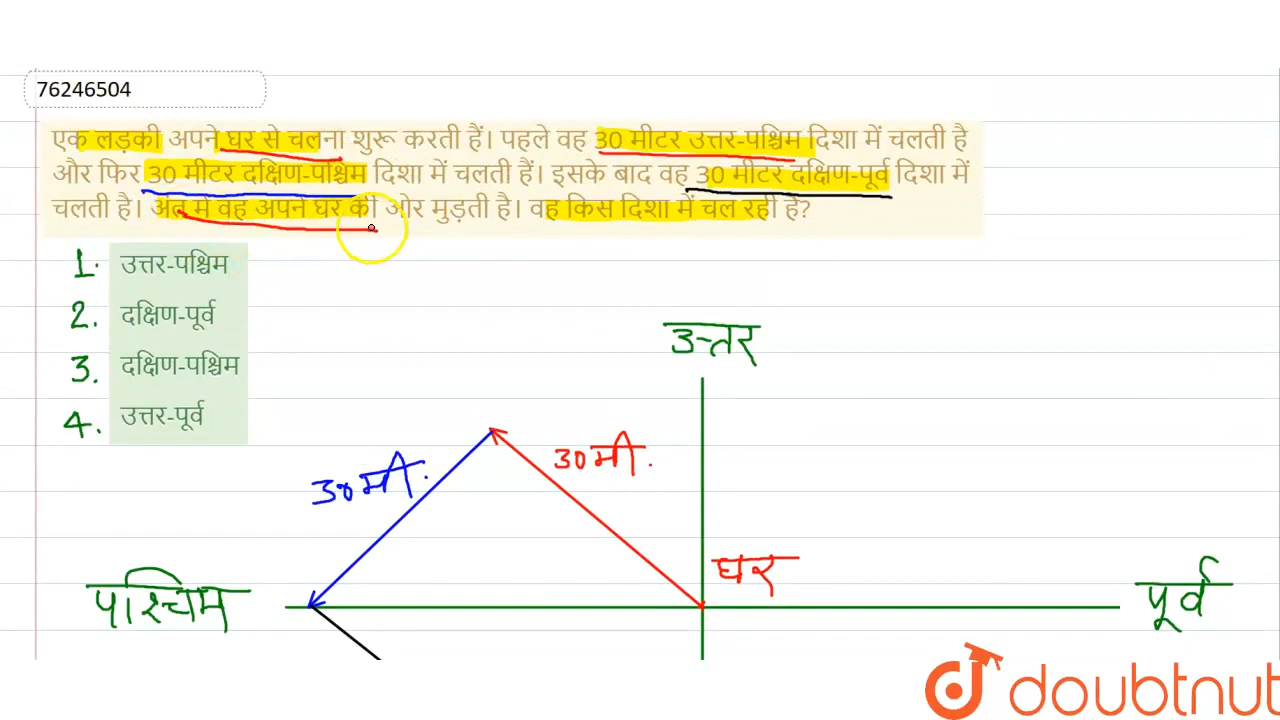 76246504
एक लड़की अपने घर से चलना शुरू करती हैं। पहले वह 30 मीटर उत्तर-पश्चिम दिशा में चलती है
और फिर 30 मीटर दक्षिण-पश्चिम दिशा में चलती हैं। इसके बाद वह 30 मीटर दक्षिण-पूर्व दिशा में
चलती है। अंत में वह अपने घर की ओर मुड़ती है। वह किस दिशा में चल रही है?
1. उत्तर-पश्चिम
2. दक्षिण-पूर्व
3. दक्षिण-पश्चिम
4. उत्तर-पूर्व
उत्तर
30मी.
30मी.
घर
पश्चिम
पूर्व
doubtnut